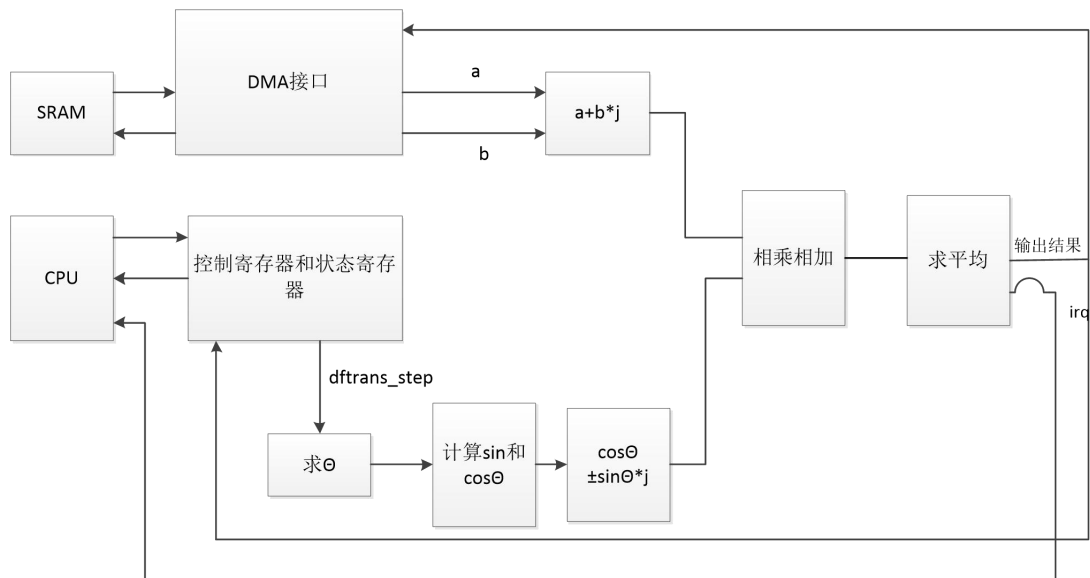 SRAM
DMA接口
a
b
a+b*j
CPU
控制寄存器和状态寄存
器
相乘相加
求平均
输出结果
irq
dftrans_step
求Θ
计算sin和
cosΘ
cosΘ
±sinΘ*j